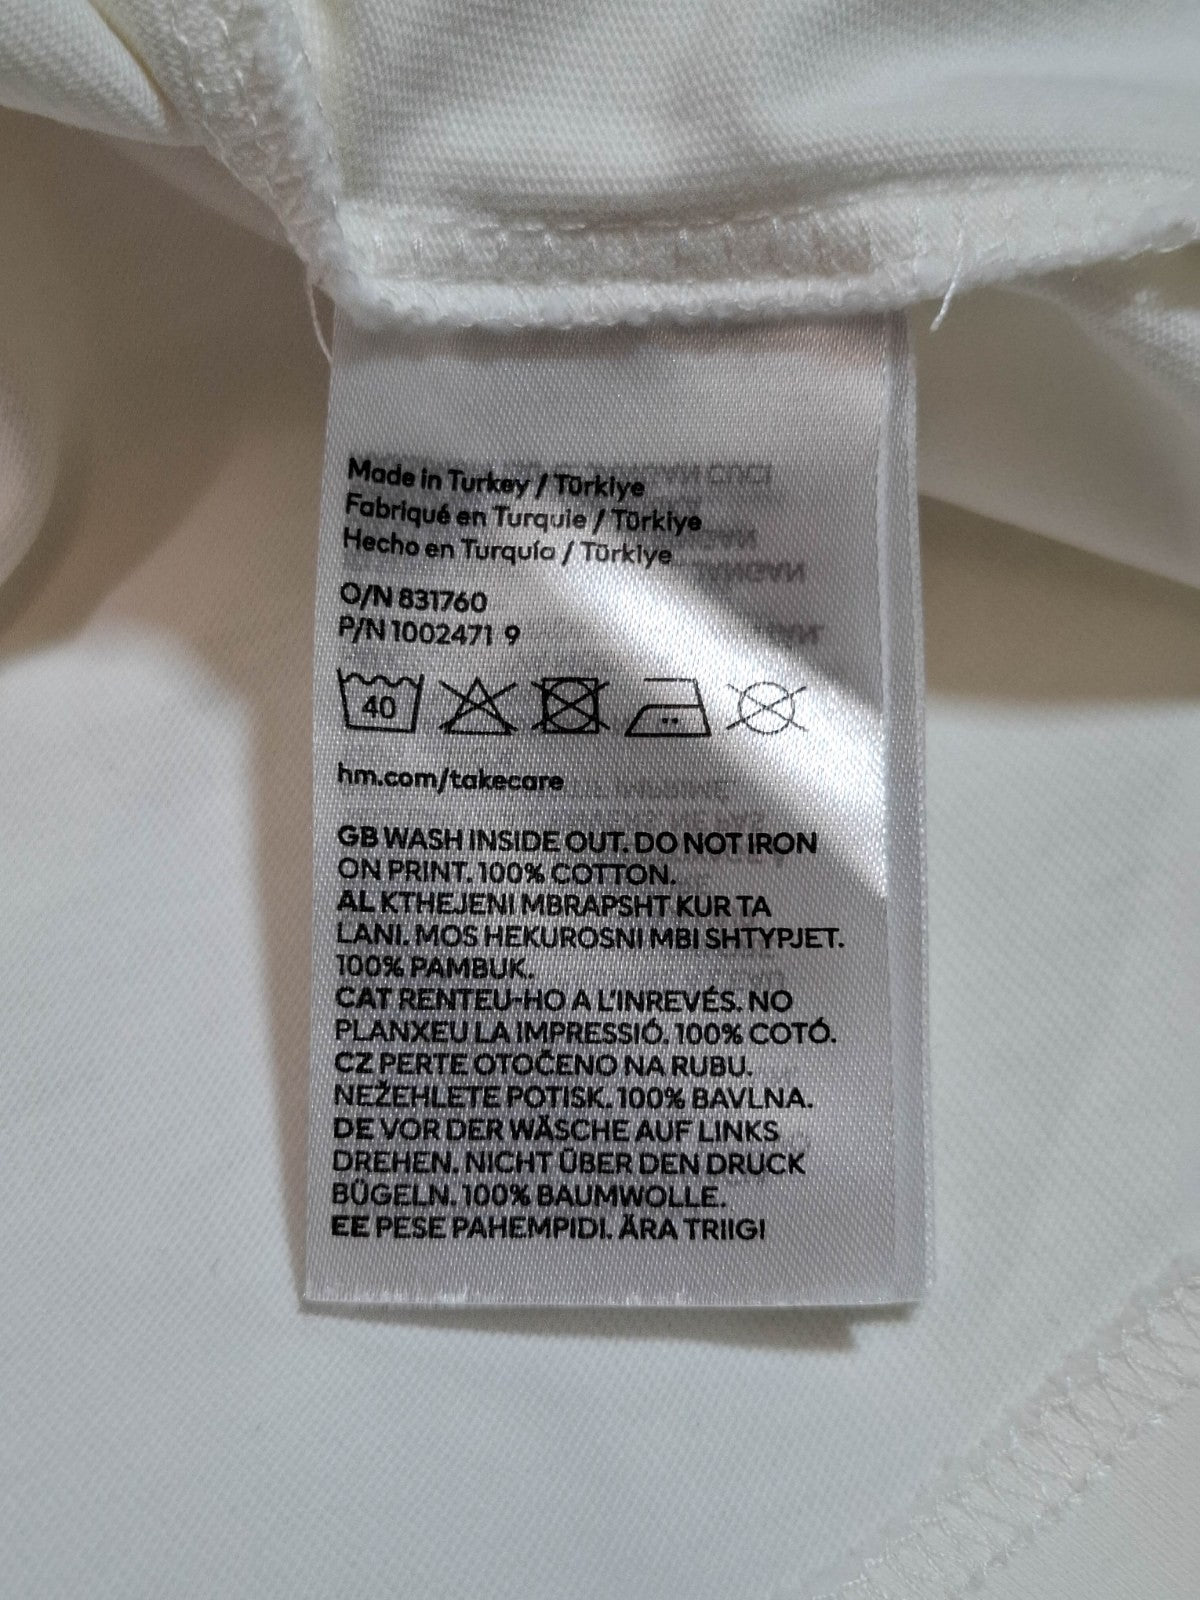 Made in Turkey / Türkiye
Fabriqué en Turquie / Türkiye
Hecho en Turquía / Türkiye
O/N 831760
P/N 1002471 9
40
hm.com/takecare
GB WASH INSIDE OUT. DO NOT IRON
ON PRINT. 100% COTTON.
AL KTHEJENI MBRAPSHT KUR TA
LANI. MOS HEKUROSNI MBI SHTYPJET.
100% PAMBUK.
CAT RENTEU-HO A L'INREVÉS. NO
PLANXEU LA IMPRESSIÓ. 100% COTÓ.
CZ PERTE OTOČENO NA RUBU.
NEŽEHLETE POTISK. 100% BAVLNA.
DE VOR DER WÄSCHE AUF LINKS
DREHEN. NICHT ÜBER DEN DRUCK
BÜGELN. 100% BAUMWOLLE.
EE PESE PAHEMPIDI. ÄRA TRIIGI